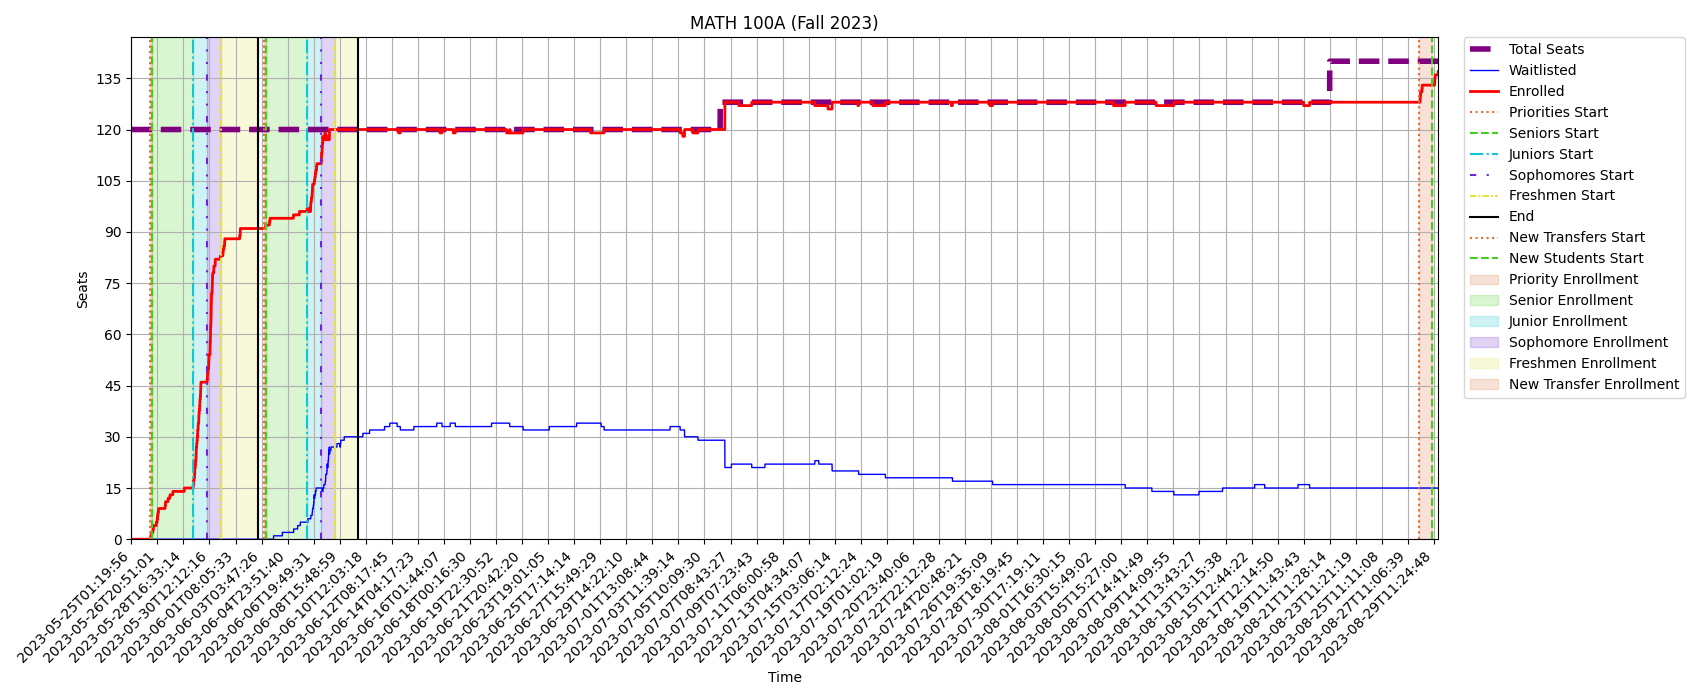 MATH 100A (Fall 2023)
Seats
135
120
105
90
75
60
45
30
15
0
2023-05-25T01:19:56
2023-05-26T20:51:01
2023-05-28T16:33:14
2023-05-30T12:12:16
2023-06-01T08:05:33
2023-06-03T03:47:26
2023-06-04T23:51:40
2023-06-06T19:49:31
2023-06-08T15:48:59
2023-06-10T12:03:18
2023-06-12T08:17:45
2023-06-14T04:17:23
2023-06-16T01:44:07
2023-06-18T00:16:30
2023-06-19T22:30:52
2023-06-21T20:42:20
2023-06-23T19:01:05
2023-06-25T17:14:14
2023-06-27T15:49:29
2023-06-29T14:22:10
2023-07-01T13:08:44
2023-07-03T11:39:14
2023-07-05T10:09:30
2023-07-07T08:43:27
2023-07-09T07:23:43
2023-07-11T06:00:58
2023-07-13T04:34:07
2023-07-15T03:06:14
2023-07-17T02:12:24
2023-07-19T01:02:19
2023-07-20T23:40:06
2023-07-22T22:12:28
2023-07-24T20:48:21
2023-07-26T19:35:09
2023-07-28T18:19:45
2023-07-30T17:19:11
2023-08-01T16:30:15
2023-08-03T15:49:02
2023-08-05T15:27:00
2023-08-07T14:41:49
2023-08-09T14:09:55
2023-08-11T13:43:27
2023-08-13T13:15:38
2023-08-15T12:44:22
2023-08-17T12:14:50
2023-08-19T11:43:43
2023-08-21T11:28:14
2023-08-23T11:21:19
2023-08-25T11:11:08
2023-08-27T11:06:39
2023-08-29T11:24:48
Time
Total Seats
Waitlisted
Enrolled
Priorities Start
Seniors Start
Juniors Start
Sophomores Start
Freshmen Start
End
New Transfers Start
New Students Start
Priority Enrollment
Senior Enrollment
Junior Enrollment
Sophomore Enrollment
Freshmen Enrollment
New Transfer Enrollment